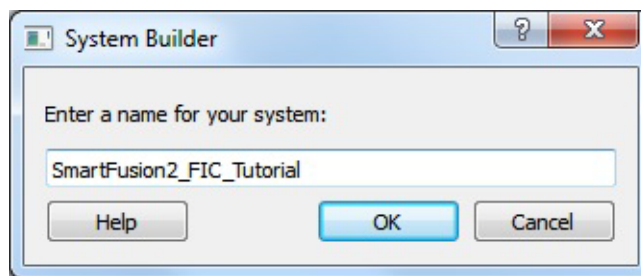 System Builder
?
X
Enter a name for your system:
SmartFusion2_FIC_Tutorial
Help OK Cancel